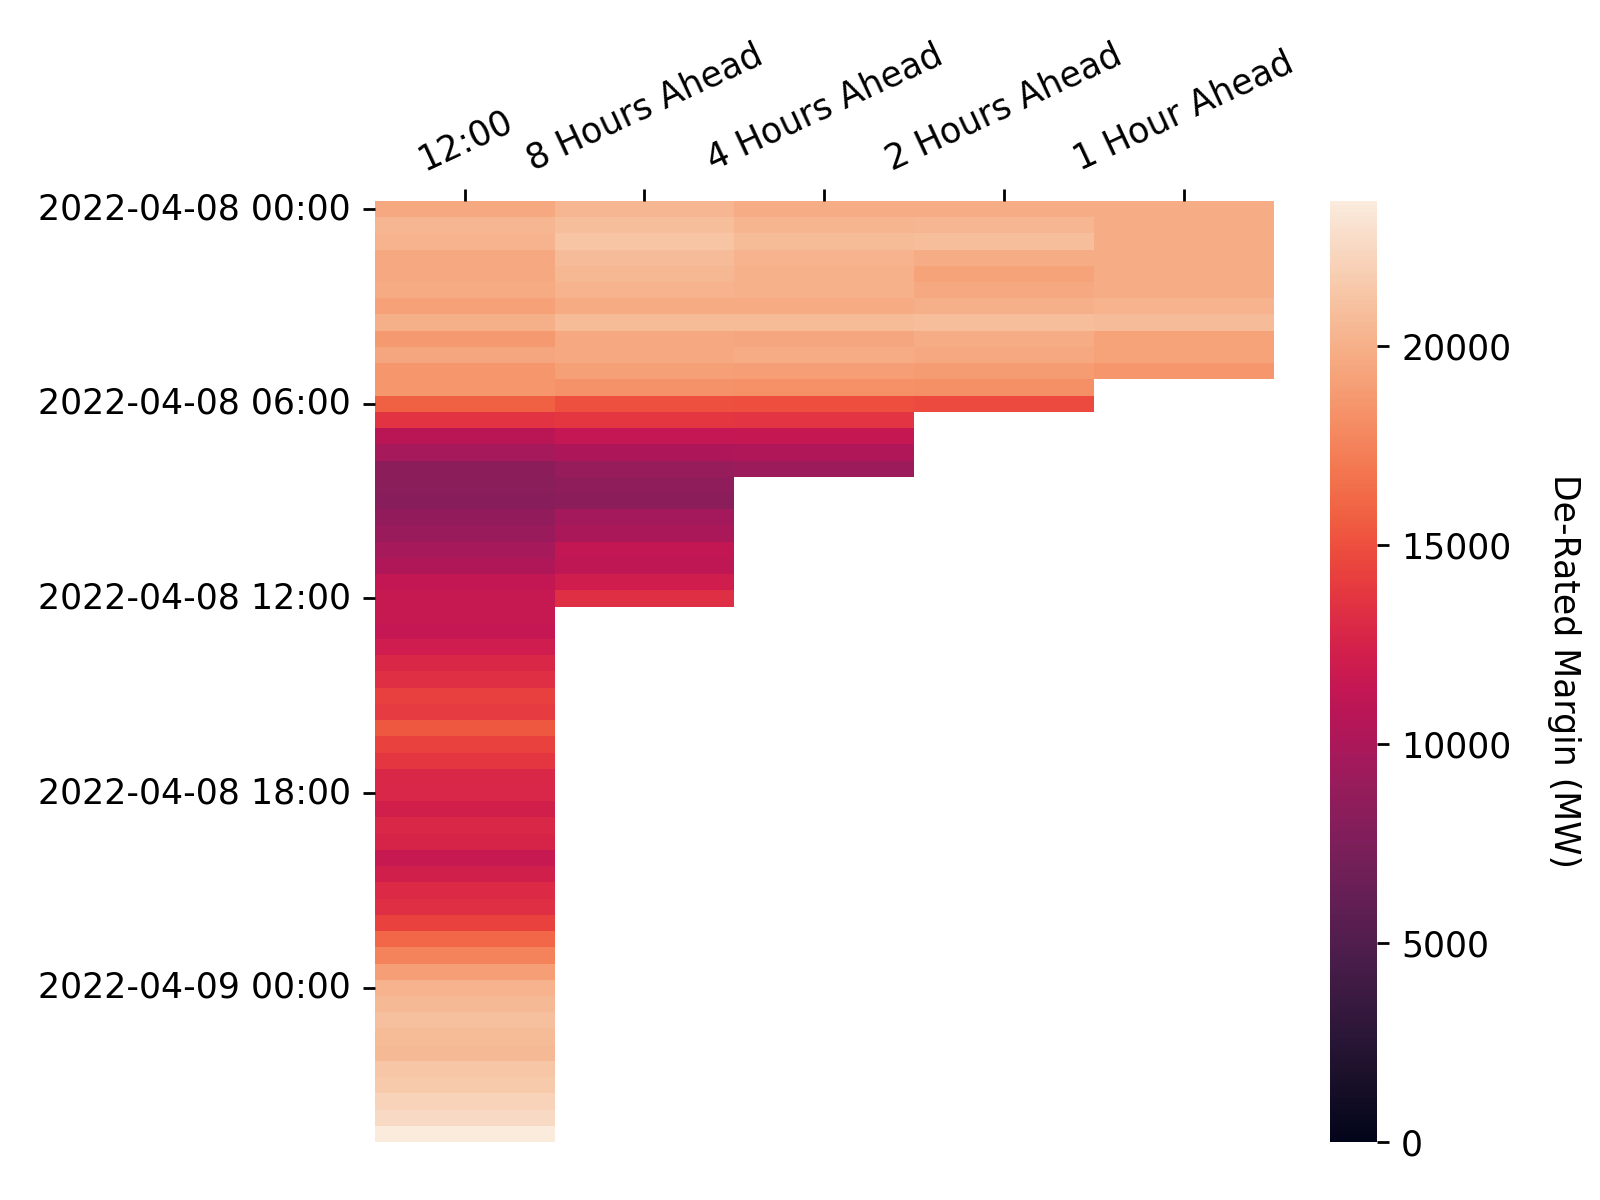 12:00
8 Hours Ahead
4 Hours Ahead
2 Hours Ahead
1 Hour Ahead
2022-04-08 00:00
2022-04-08 06:00
2022-04-08 12:00
2022-04-08 18:00
2022-04-09 00:00
20000
15000
10000
5000
0
De-Rated Margin (MW)